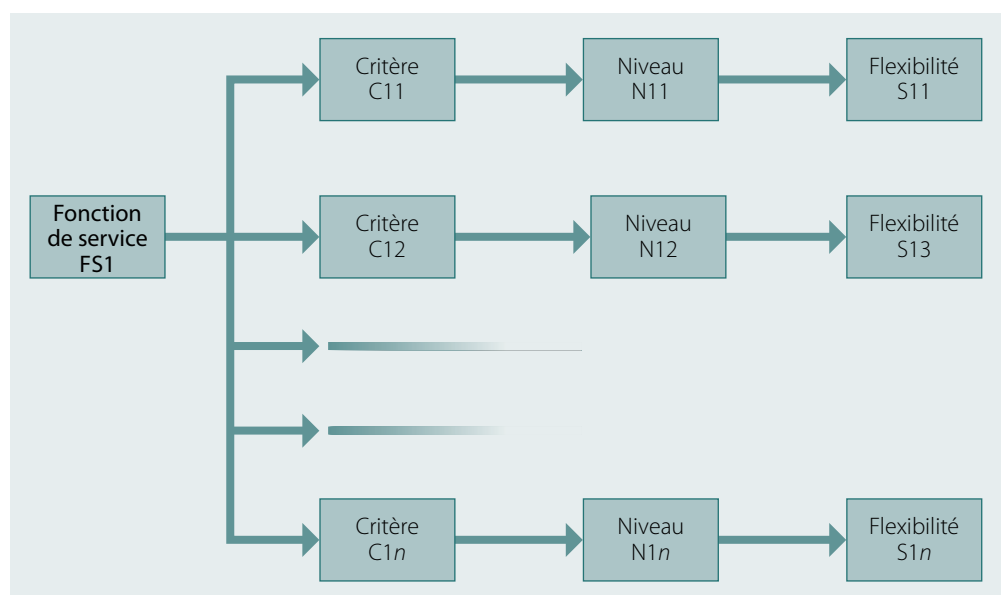 Critère
C11
Niveau
N11
Flexibilité
S11
Fonction
de service
FS1
Critère
C12
Niveau
N12
Flexibilité
S13
Critère
C1n
Niveau
N1n
Flexibilité
S1n